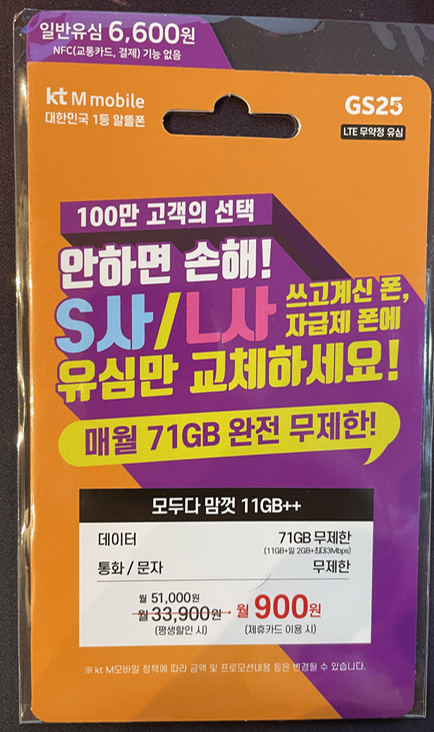 일반유심 6,600원
NFC(교통카드, 결제) 기능 없음
kt M mobile
대한민국 1등 알뜰폰
GS25
LTE 무약정 유심
100만 고객의 선택
안하면 손해!
S사/L사 쓰고계신 폰,
자급제 폰에
유심만 교체하세요!
매월 71GB 완전 무제한!
모두다 맘껏 11GB++
데이터 71GB 무제한
(11GB+일 2GB+최대3Mbps)
통화 / 문자 무제한
월 51,000원
월 33,900원 → 월 900원
(평생할인 시) (제휴카드 이용 시)
※ kt M모바일 정책에 따라 금액 및 프로모션내용 등은 변경될 수 있습니다.